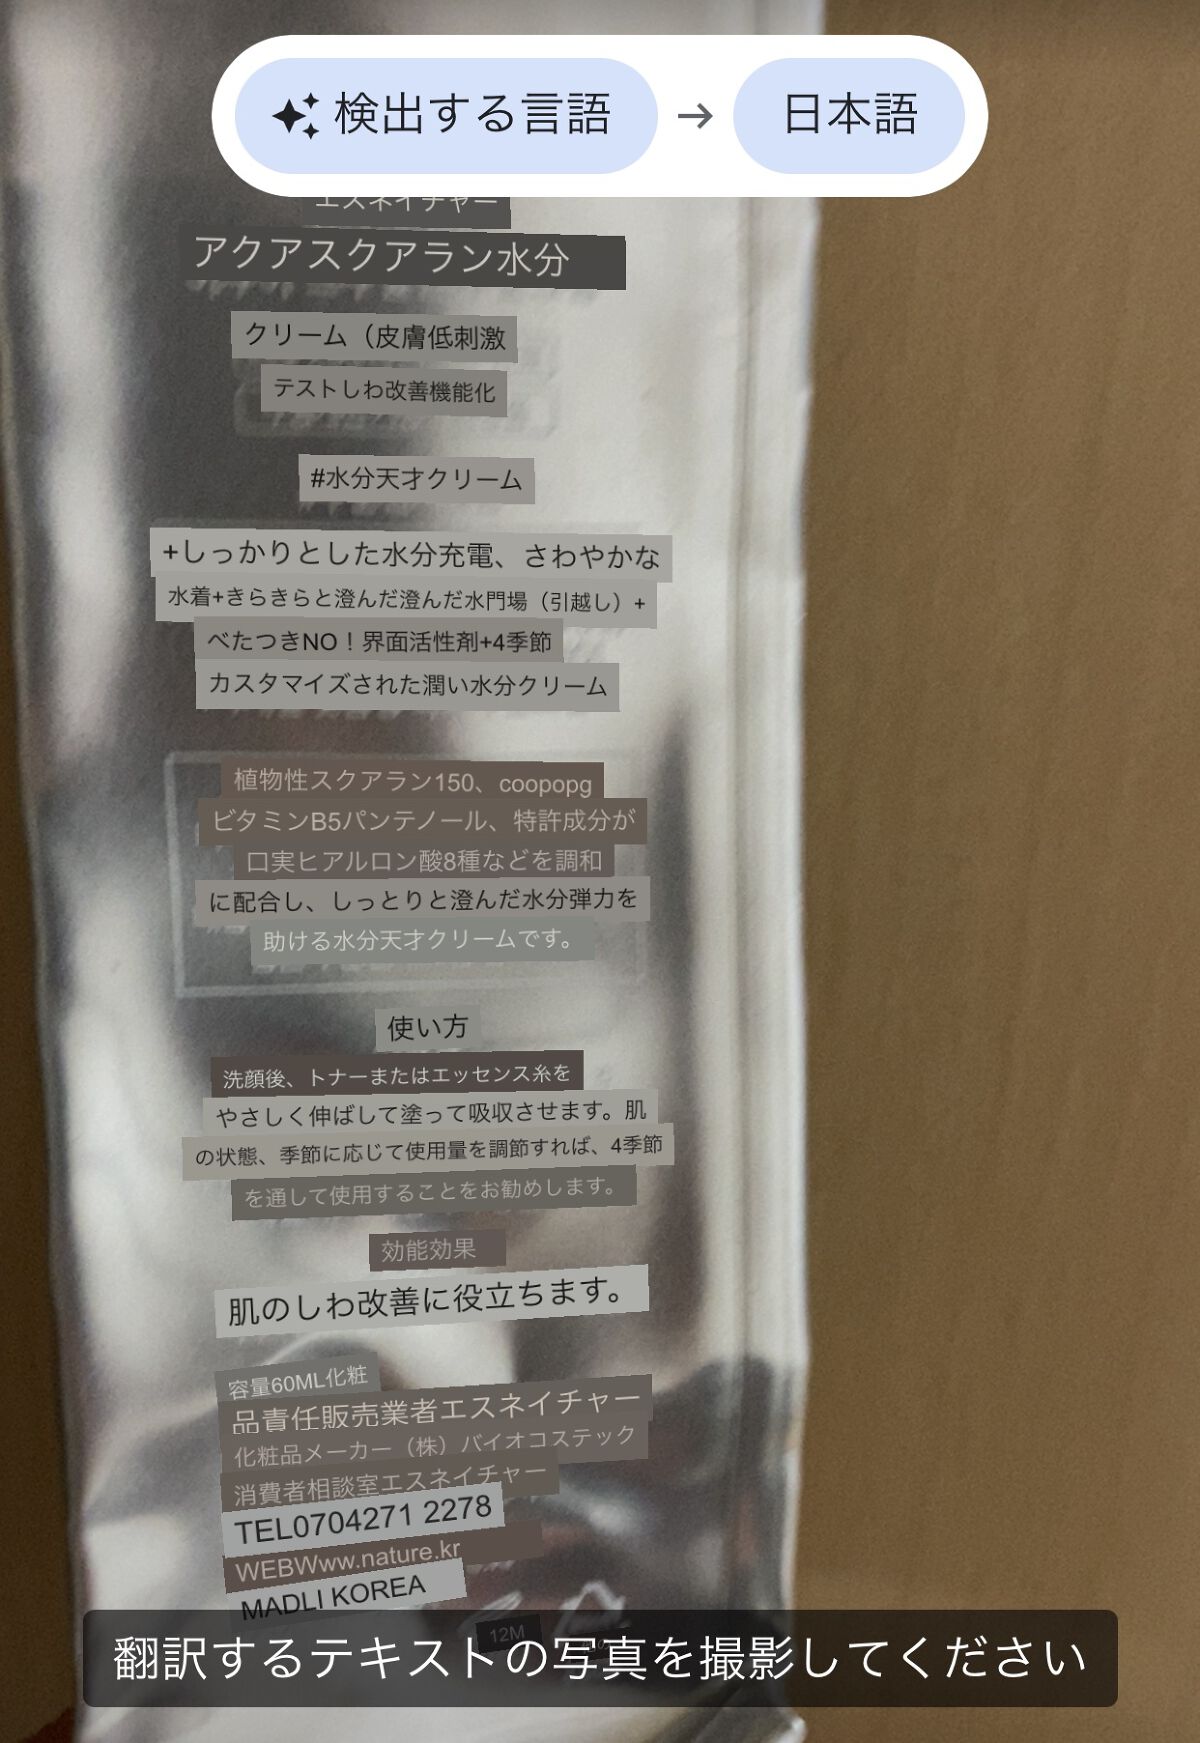 検出する言語 → 日本語
エスネイチャー
アクアスクアラン水分
クリーム（皮膚低刺激
テストしわ改善機能化
#水分天才クリーム
+しっかりとした水分充電、さわやかな
水着+きらきらと澄んだ澄んだ水門場（引越し）+
べたつきNO！界面活性剤+4季節
カスタマイズされた潤い水分クリーム
植物性スクアラン150、coopopg
ビタミンB5パンテノール、特許成分が
口実ヒアルロン酸8種などを調和
に配合し、しっとりと澄んだ水分弾力を
助ける水分天才クリームです。
使い方
洗顔後、トナーまたはエッセンス糸を
やさしく伸ばして塗って吸収させます。肌
の状態、季節に応じて使用量を調節すれば、4季節
を通して使用することをお勧めします。
効能効果
肌のしわ改善に役立ちます。
容量60ML化粧
品責任販売業者エスネイチャー
化粧品メーカー（株）バイオコステック
消費者相談室エスネイチャー
TEL0704271 2278
WEBWww.nature.kr
MADLI KOREA
12M
翻訳するテキストの写真を撮影してください